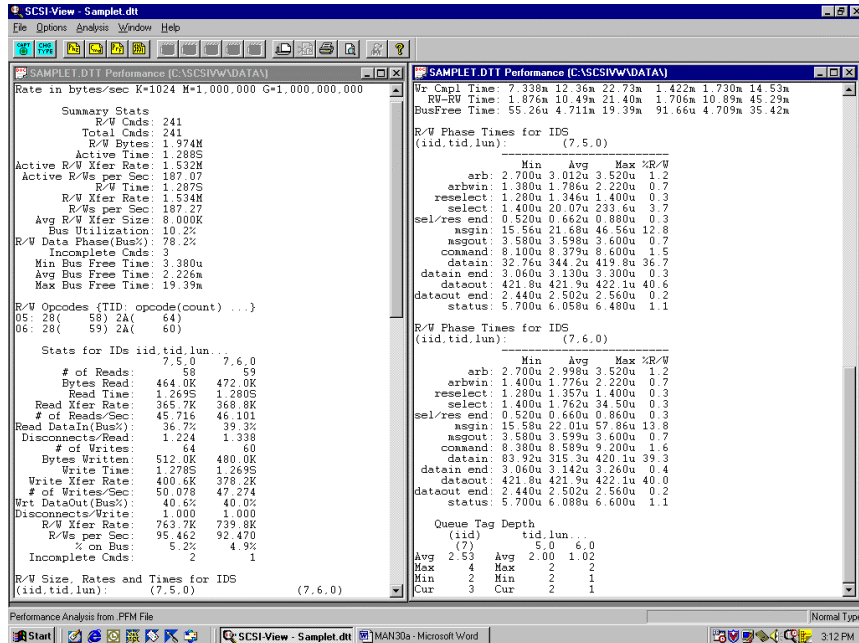 SCSI-View - Samplet.dtt
File Options Analysis Window Help
SAMPLET.DTT Performance (C:\SCSIVW\DATA\)
Rate in bytes/sec K=1024 M=1,000,000 G=1,000,000,000
Summary Stats
R/W Cmds: 241
Total Cmds: 241
R/W Bytes: 1.974M
Active Time: 1.288S
Active R/W Xfer Rate: 1.532M
Active R/Ws per Sec: 187.07
R/W Time: 1.287S
R/W Xfer Rate: 1.534M
R/Ws per Sec: 187.27
Avg R/W Xfer Size: 8.000K
Bus Utilization: 10.2%
R/W Data Phase(Bus%): 78.2%
Incomplete Cmds: 3
Min Bus Free Time: 3.380u
Avg Bus Free Time: 2.226m
Max Bus Free Time: 19.39m
R/W Opcodes {TID: opcode(count) ...}
05: 28( 58) 2A( 64)
06: 28( 59) 2A( 60)
Stats for IDs iid,tid,lun...
7,5,0 7,6,0
# of Reads: 58 59
Bytes Read: 464.0K 472.0K
Read Time: 1.269S 1.280S
Read Xfer Rate: 365.7K 368.8K
# of Reads/Sec: 45.716 46.101
Read DataIn(Bus%): 36.7% 39.3%
Disconnects/Read: 1.224 1.338
# of Writes: 64 60
Bytes Written: 512.0K 480.0K
Write Time: 1.278S 1.269S
Write Xfer Rate: 400.6K 378.2K
# of Writes/Sec: 50.078 47.274
Wrt DataOut(Bus%): 40.6% 40.0%
Disconnects/Write: 1.000 1.000
R/W Xfer Rate: 763.7K 739.8K
R/Ws per Sec: 95.462 92.470
% on Bus: 5.2% 4.9%
Incomplete Cmds: 2 1
R/W Size, Rates and Times for IDS
(iid,tid,lun): (7,5,0) (7,6,0)
SAMPLET.DTT Performance (C:\SCSIVW\DATA\)
Wr Cmpl Time: 7.338m 12.36m 22.73m 1.422m 1.730m 14.53m
RW-RW Time: 1.876m 10.49m 21.40m 1.706m 10.89m 45.29m
BusFree Time: 55.26u 4.711m 19.39m 91.66u 4.709m 35.42m
R/W Phase Times for IDS
(iid,tid,lun): (7,5,0)
Min Avg Max %R/W
arb: 2.700u 3.012u 3.520u 1.2
arbwin: 1.380u 1.786u 2.220u 0.7
reselect: 1.280u 1.346u 1.400u 0.3
select: 1.400u 20.07u 233.6u 3.7
sel/res end: 0.520u 0.662u 0.880u 0.3
msgin: 15.56u 21.68u 46.56u 12.8
msgout: 3.580u 3.598u 3.600u 0.7
command: 8.100u 8.379u 8.600u 1.5
datain: 32.76u 344.2u 419.8u 36.7
datain end: 3.060u 3.130u 3.300u 0.3
dataout: 421.8u 421.9u 422.1u 40.6
dataout end: 2.440u 2.502u 2.560u 0.2
status: 5.700u 6.058u 6.480u 1.1
R/W Phase Times for IDS
(iid,tid,lun): (7,6,0)
Min Avg Max %R/W
arb: 2.700u 2.998u 3.520u 1.2
arbwin: 1.400u 1.776u 2.220u 0.7
reselect: 1.280u 1.357u 1.400u 0.3
select: 1.400u 1.762u 34.50u 0.3
sel/res end: 0.520u 0.660u 0.860u 0.3
msgin: 15.58u 22.01u 57.86u 13.8
msgout: 3.580u 3.599u 3.600u 0.7
command: 8.380u 8.589u 9.200u 1.6
datain: 83.92u 315.3u 420.1u 39.3
datain end: 3.060u 3.142u 3.260u 0.4
dataout: 421.8u 421.9u 422.1u 40.0
dataout end: 2.440u 2.502u 2.560u 0.2
status: 5.700u 6.088u 6.600u 1.1
Queue Tag Depth
(iid) tid,lun...
(7) 5,0 6,0
Avg 2.53 Avg 2.00 1.02
Max 4 Max 2 2
Min 2 Min 2 1
Cur 3 Cur 2 1
Performance Analysis from .PFM File
Normal Typ
Start SCSI-View - Samplet.dtt MAN30a - Microsoft Word 3:12 PM